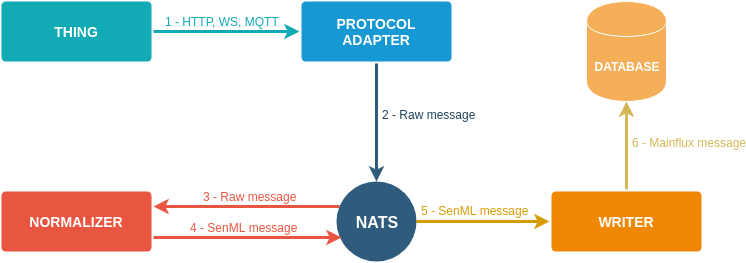 THING
1 - HTTP, WS, MQTT
PROTOCOL
ADAPTER
DATABASE
2 - Raw message
6 - Mainflux message
NORMALIZER
3 - Raw message
4 - SenML message
NATS
5 - SenML message
WRITER